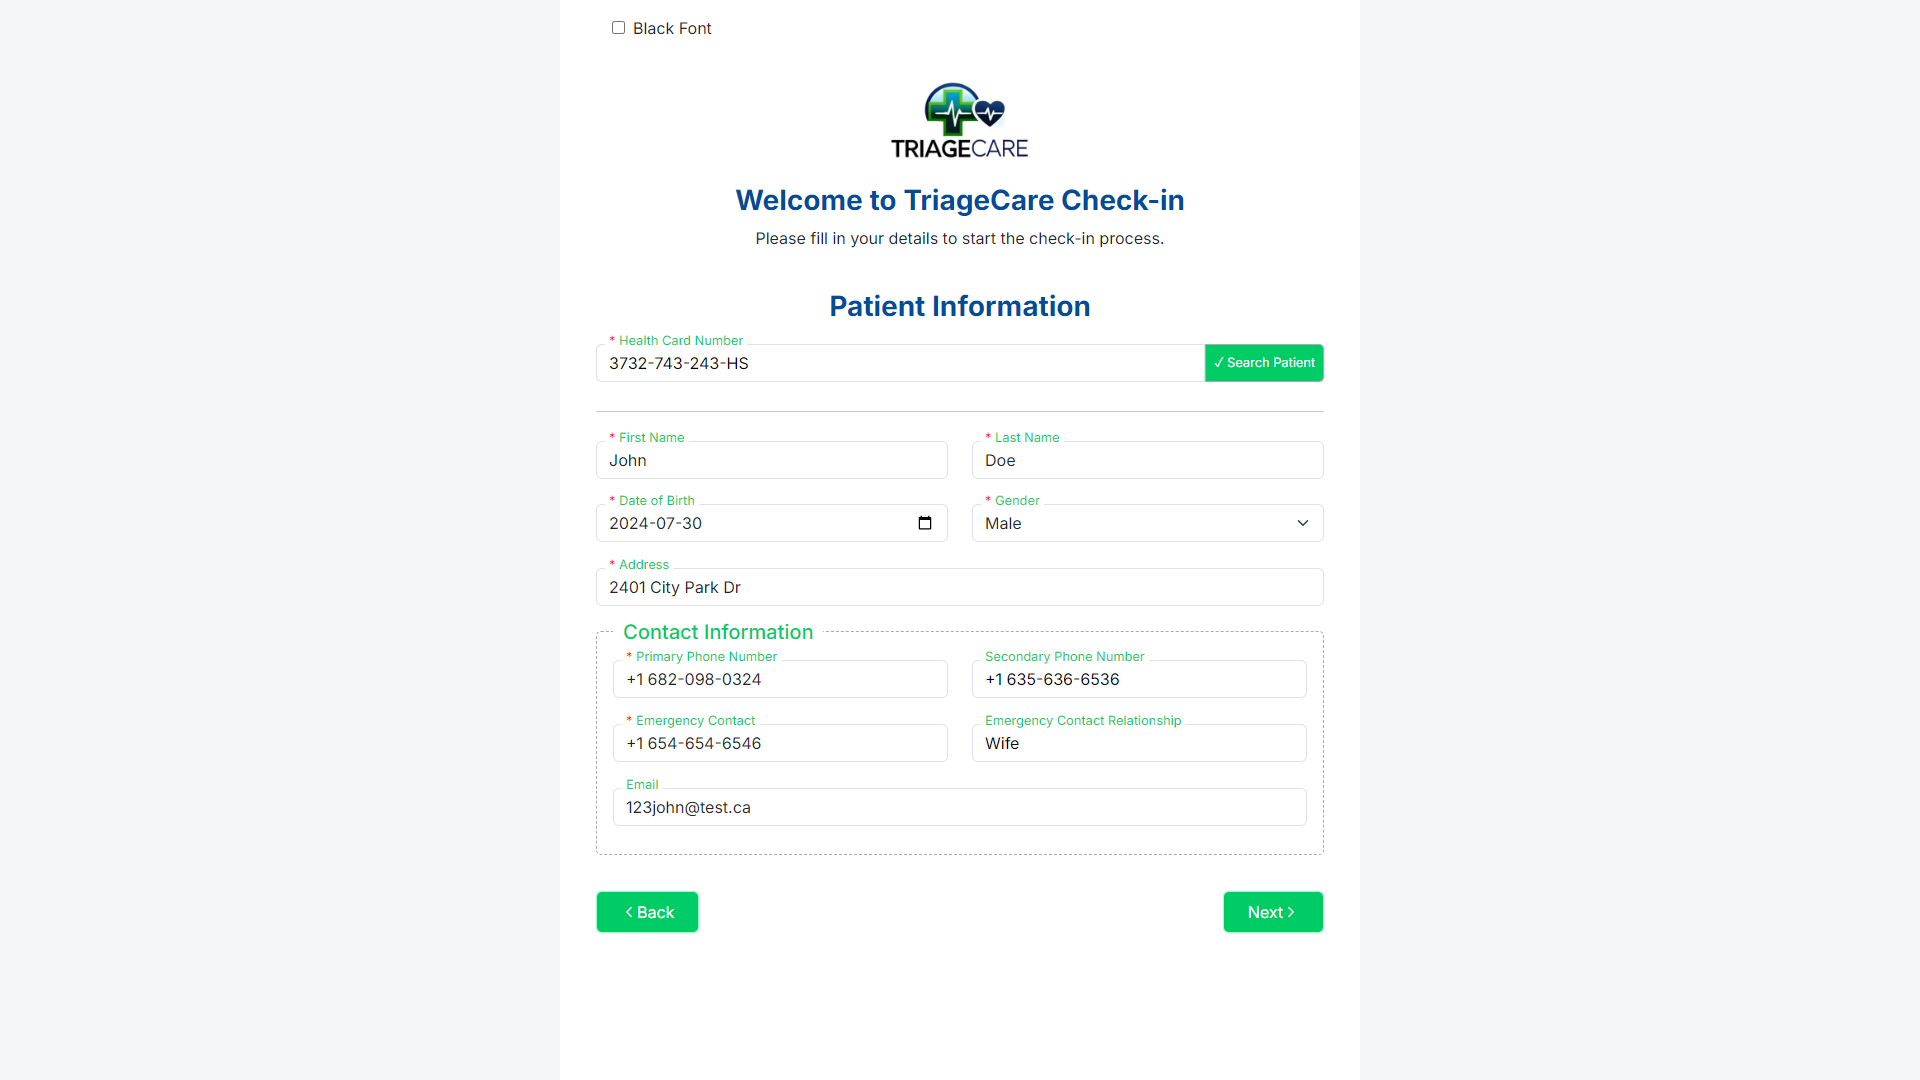 Black Font
TRIAGECARE
Welcome to TriageCare Check-in
Please fill in your details to start the check-in process.
Patient Information
* Health Card Number
3732-743-243-HS
✓ Search Patient
* First Name
John
* Last Name
Doe
* Date of Birth
2024-07-30
* Gender
Male
* Address
2401 City Park Dr
Contact Information
* Primary Phone Number
+1 682-098-0324
Secondary Phone Number
+1 635-636-6536
* Emergency Contact
+1 654-654-6546
Emergency Contact Relationship
Wife
Email
123john@test.ca
Back
Next